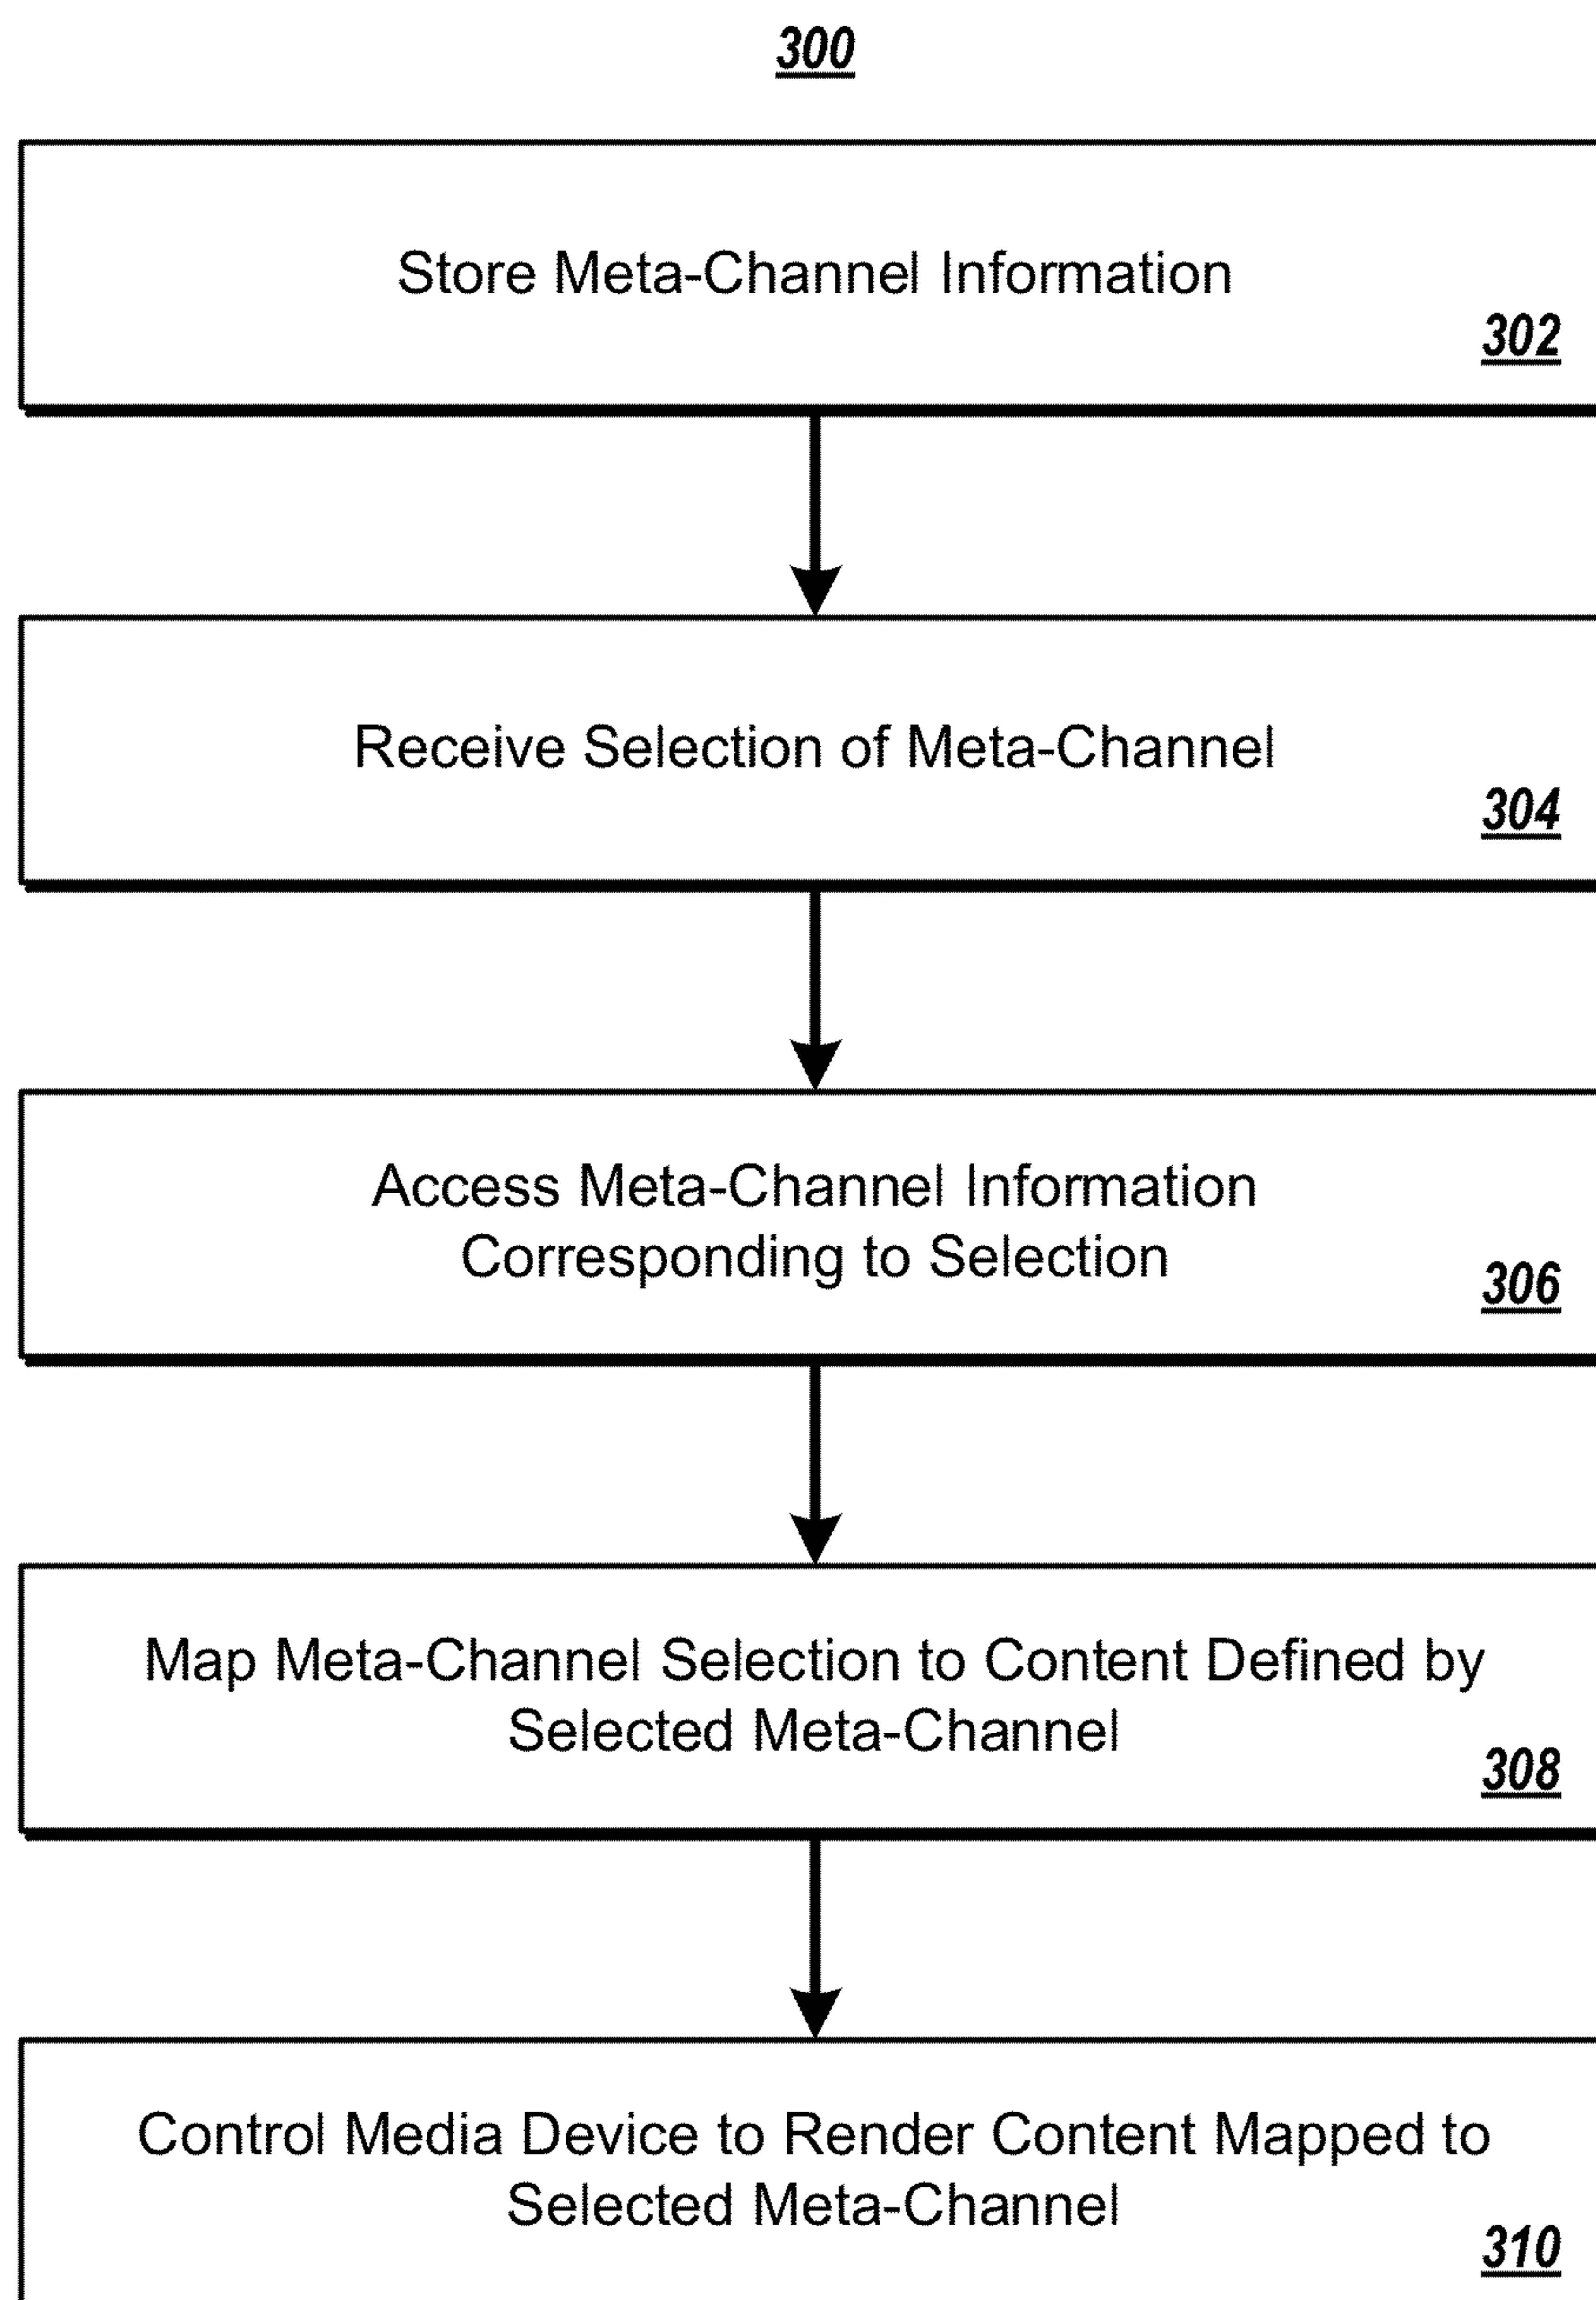 300
Store Meta-Channel Information
302
Receive Selection of Meta-Channel
304
Access Meta-Channel Information
Corresponding to Selection
306
Map Meta-Channel Selection to Content Defined by
Selected Meta-Channel
308
Control Media Device to Render Content Mapped to
Selected Meta-Channel
310